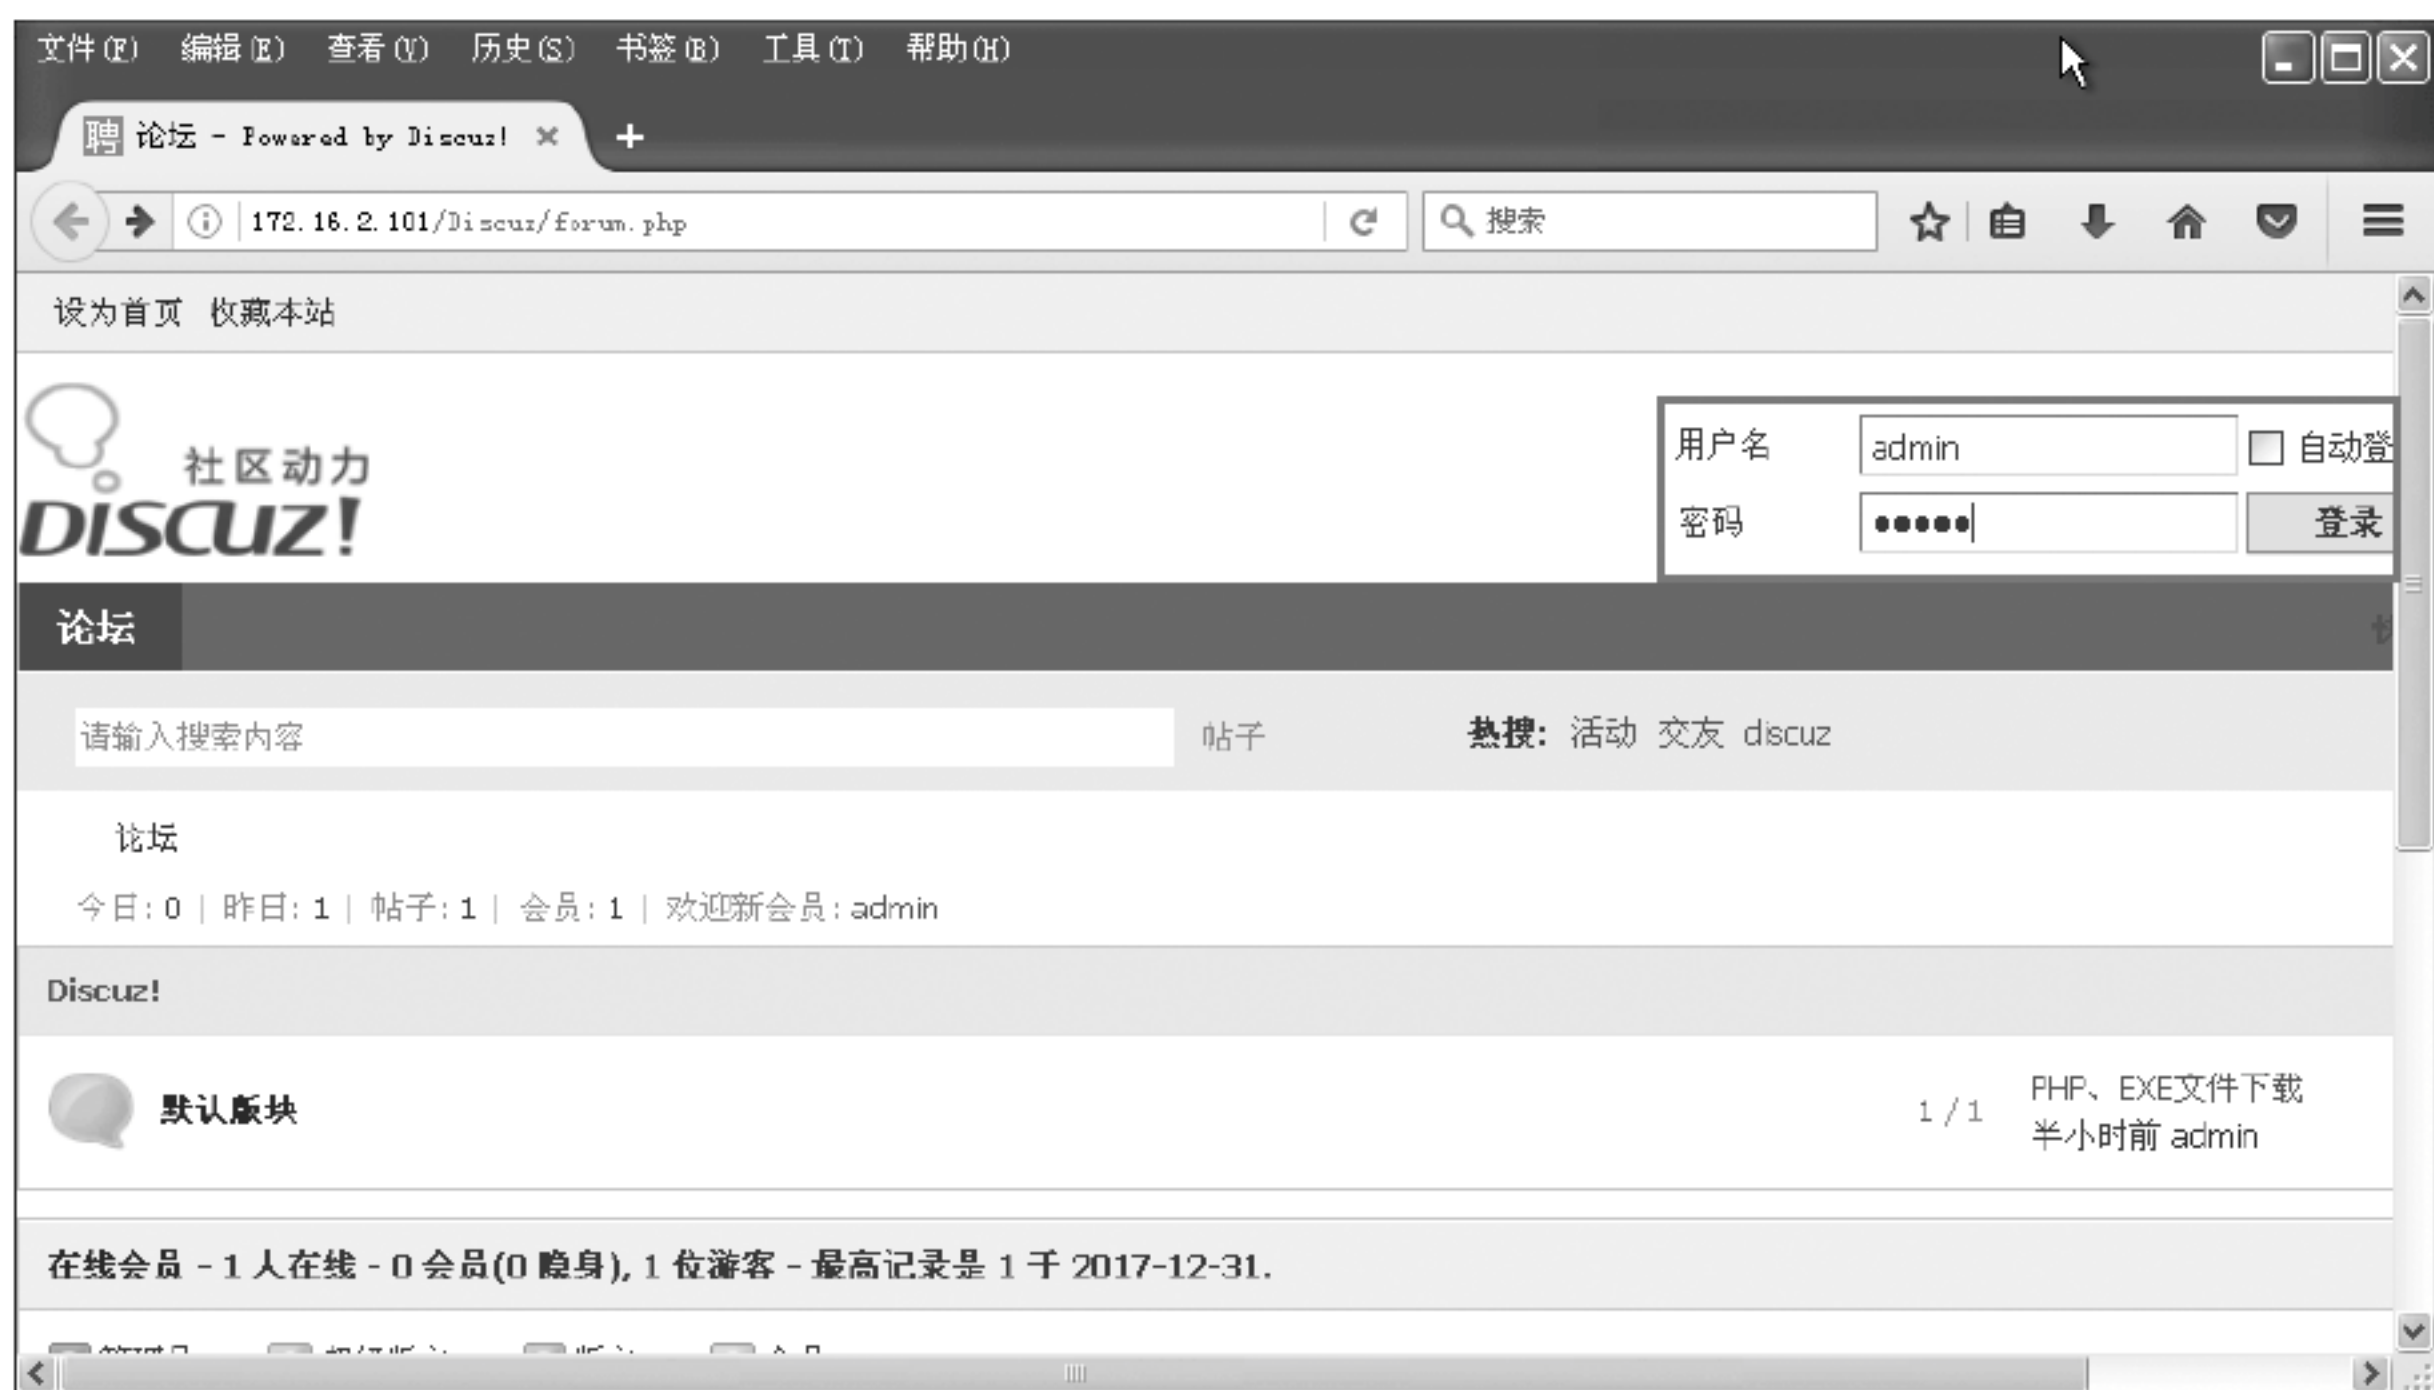 文件(F) 编辑(E) 查看(V) 历史(S) 书签(B) 工具(T) 帮助(H)
聘 论坛 - Powered by Discuz!
172.16.2.101/Discuz/forum.php 搜索
设为首页 收藏本站
社区动力
DISCUZ!
用户名 admin 自动登
密码 登录
论坛
请输入搜索内容 帖子 热搜: 活动 交友 discuz
论坛
今日: 0 | 昨日: 1 | 帖子: 1 | 会员: 1 | 欢迎新会员: admin
Discuz!
默认版块 1 / 1 PHP、EXE文件下载
半小时前 admin
在线会员 - 1 人在线 - 0 会员(0 隐身), 1 位游客 - 最高记录是 1 于 2017-12-31.